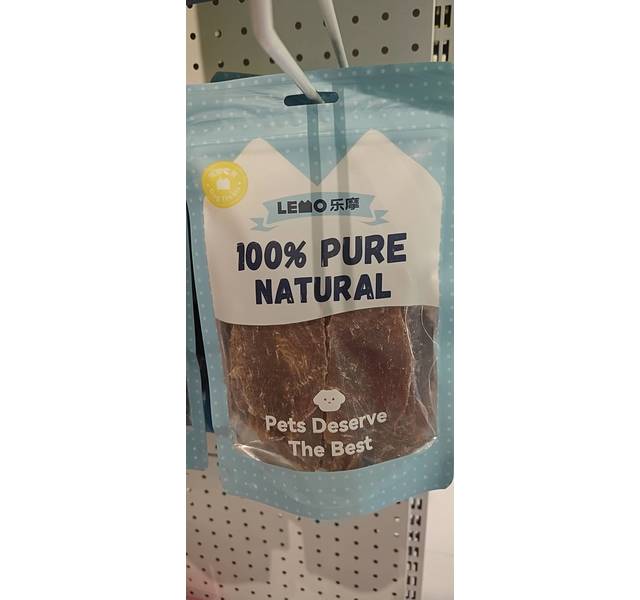 LEMO 乐摩
100% PURE
NATURAL
Pets Deserve
The Best